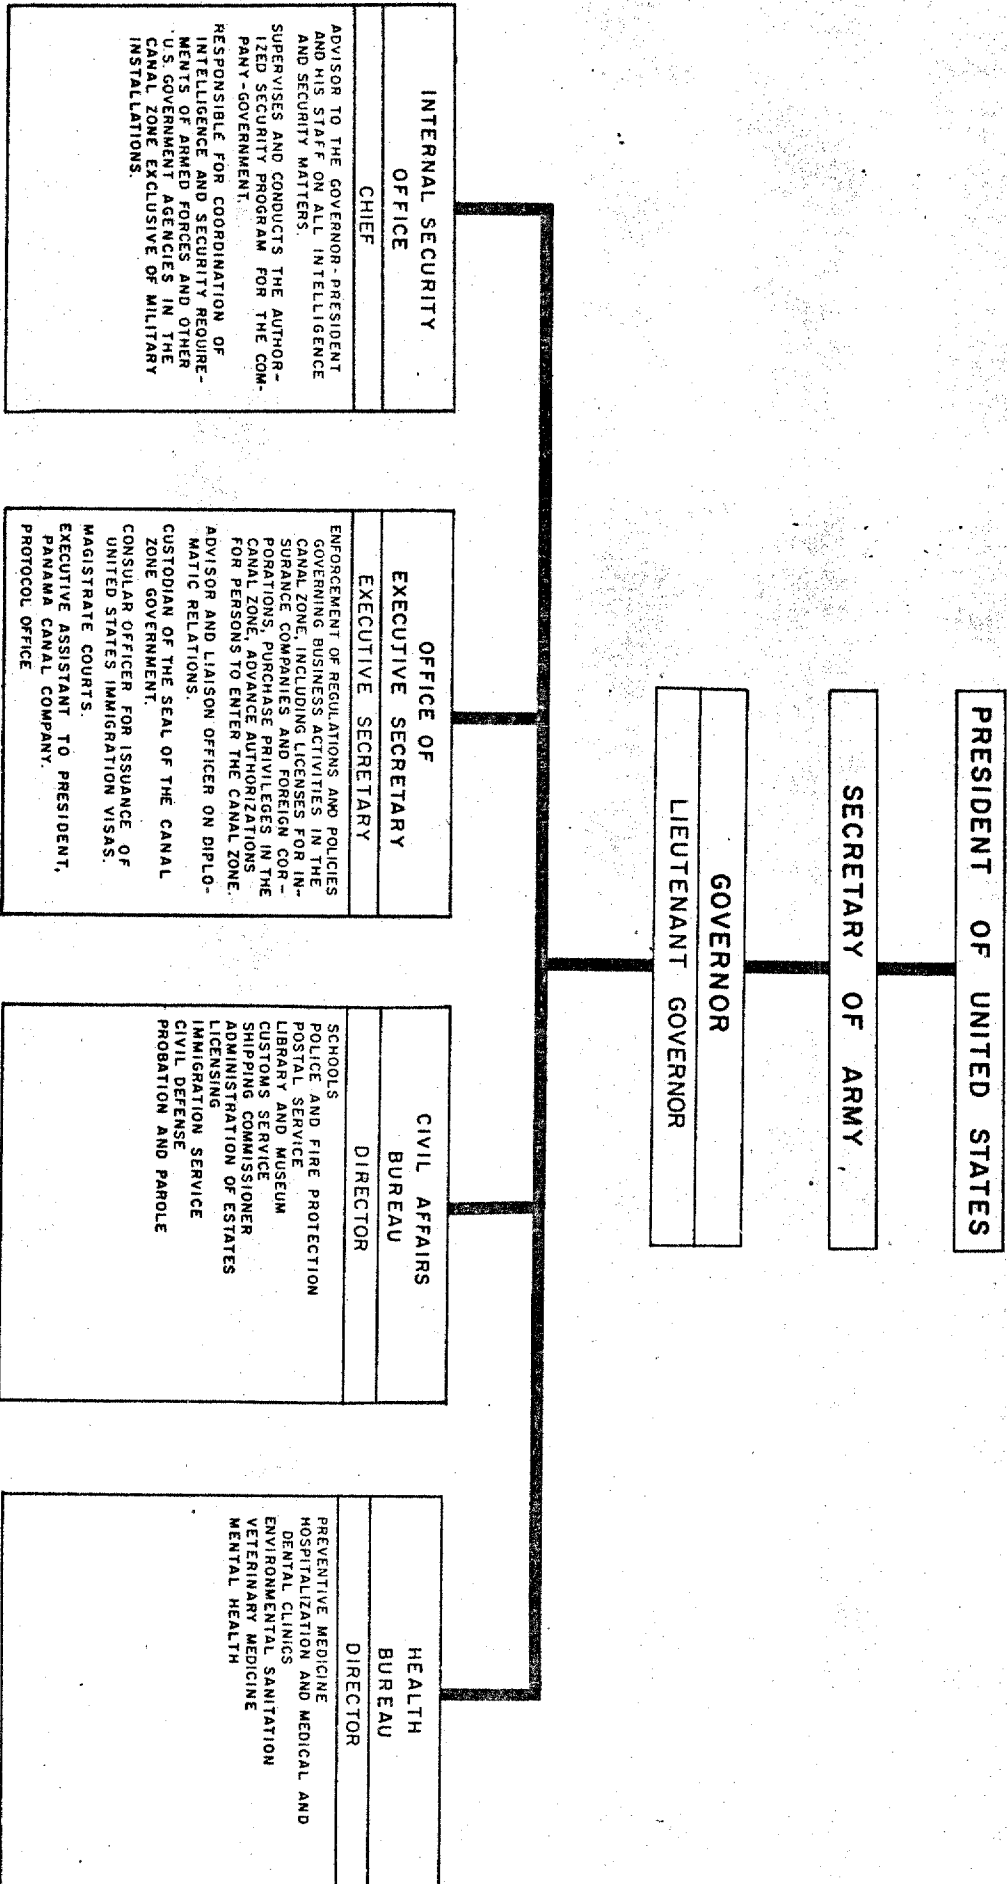 PRESIDENT OF UNITED STATES
SECRETARY OF ARMY
GOVERNOR
LIEUTENANT GOVERNOR
INTERNAL SECURITY
OFFICE
CHIEF
ADVISOR TO THE GOVERNOR-PRESIDENT
AND HIS STAFF ON ALL INTELLIGENCE
AND SECURITY MATTERS.
SUPERVISES AND CONDUCTS THE AUTHOR-
IZED SECURITY PROGRAM FOR THE COM-
PANY-GOVERNMENT.
RESPONSIBLE FOR COORDINATION OF
INTELLIGENCE AND SECURITY REQUIRE-
MENTS OF ARMED FORCES AND OTHER
U.S. GOVERNMENT AGENCIES IN THE
CANAL ZONE EXCLUSIVE OF MILITARY
INSTALLATIONS.
OFFICE OF
EXECUTIVE SECRETARY
EXECUTIVE SECRETARY
ENFORCEMENT OF REGULATIONS AND POLICIES
GOVERNING BUSINESS ACTIVITIES IN THE
CANAL ZONE, INCLUDING LICENSES FOR IN-
SURANCE COMPANIES AND FOREIGN COR-
PORATIONS, PURCHASE PRIVILEGES IN THE
CANAL ZONE, ADVANCE AUTHORIZATIONS
FOR PERSONS TO ENTER THE CANAL ZONE.
ADVISOR AND LIAISON OFFICER ON DIPLO-
MATIC RELATIONS.
CUSTODIAN OF THE SEAL OF THE CANAL
ZONE GOVERNMENT.
CONSULAR OFFICER FOR ISSUANCE OF
UNITED STATES IMMIGRATION VISAS.
MAGISTRATE COURTS.
EXECUTIVE ASSISTANT TO PRESIDENT,
PANAMA CANAL COMPANY.
PROTOCOL OFFICE
CIVIL AFFAIRS
BUREAU
DIRECTOR
SCHOOLS
POLICE AND FIRE PROTECTION
POSTAL SERVICE
LIBRARY AND MUSEUM
CUSTOMS SERVICE
SHIPPING COMMISSIONER
ADMINISTRATION OF ESTATES
LICENSING
IMMIGRATION SERVICE
CIVIL DEFENSE
PROBATION AND PAROLE
HEALTH
BUREAU
DIRECTOR
PREVENTIVE MEDICINE
HOSPITALIZATION AND MEDICAL AND
DENTAL CLINICS
ENVIRONMENTAL SANITATION
VETERINARY MEDICINE
MENTAL HEALTH